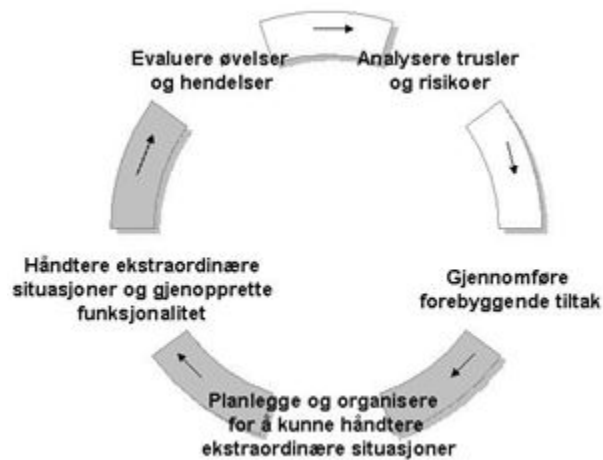 Evaluere øvelser
og hendelser
Analysere trusler
og risikoer
Gjennomføre
forebyggende tiltak
Planlegge og organisere
for å kunne håndtere
ekstraordinære situasjoner
Håndtere ekstraordinære
situasjoner og gjenopprette
funksjonalitet